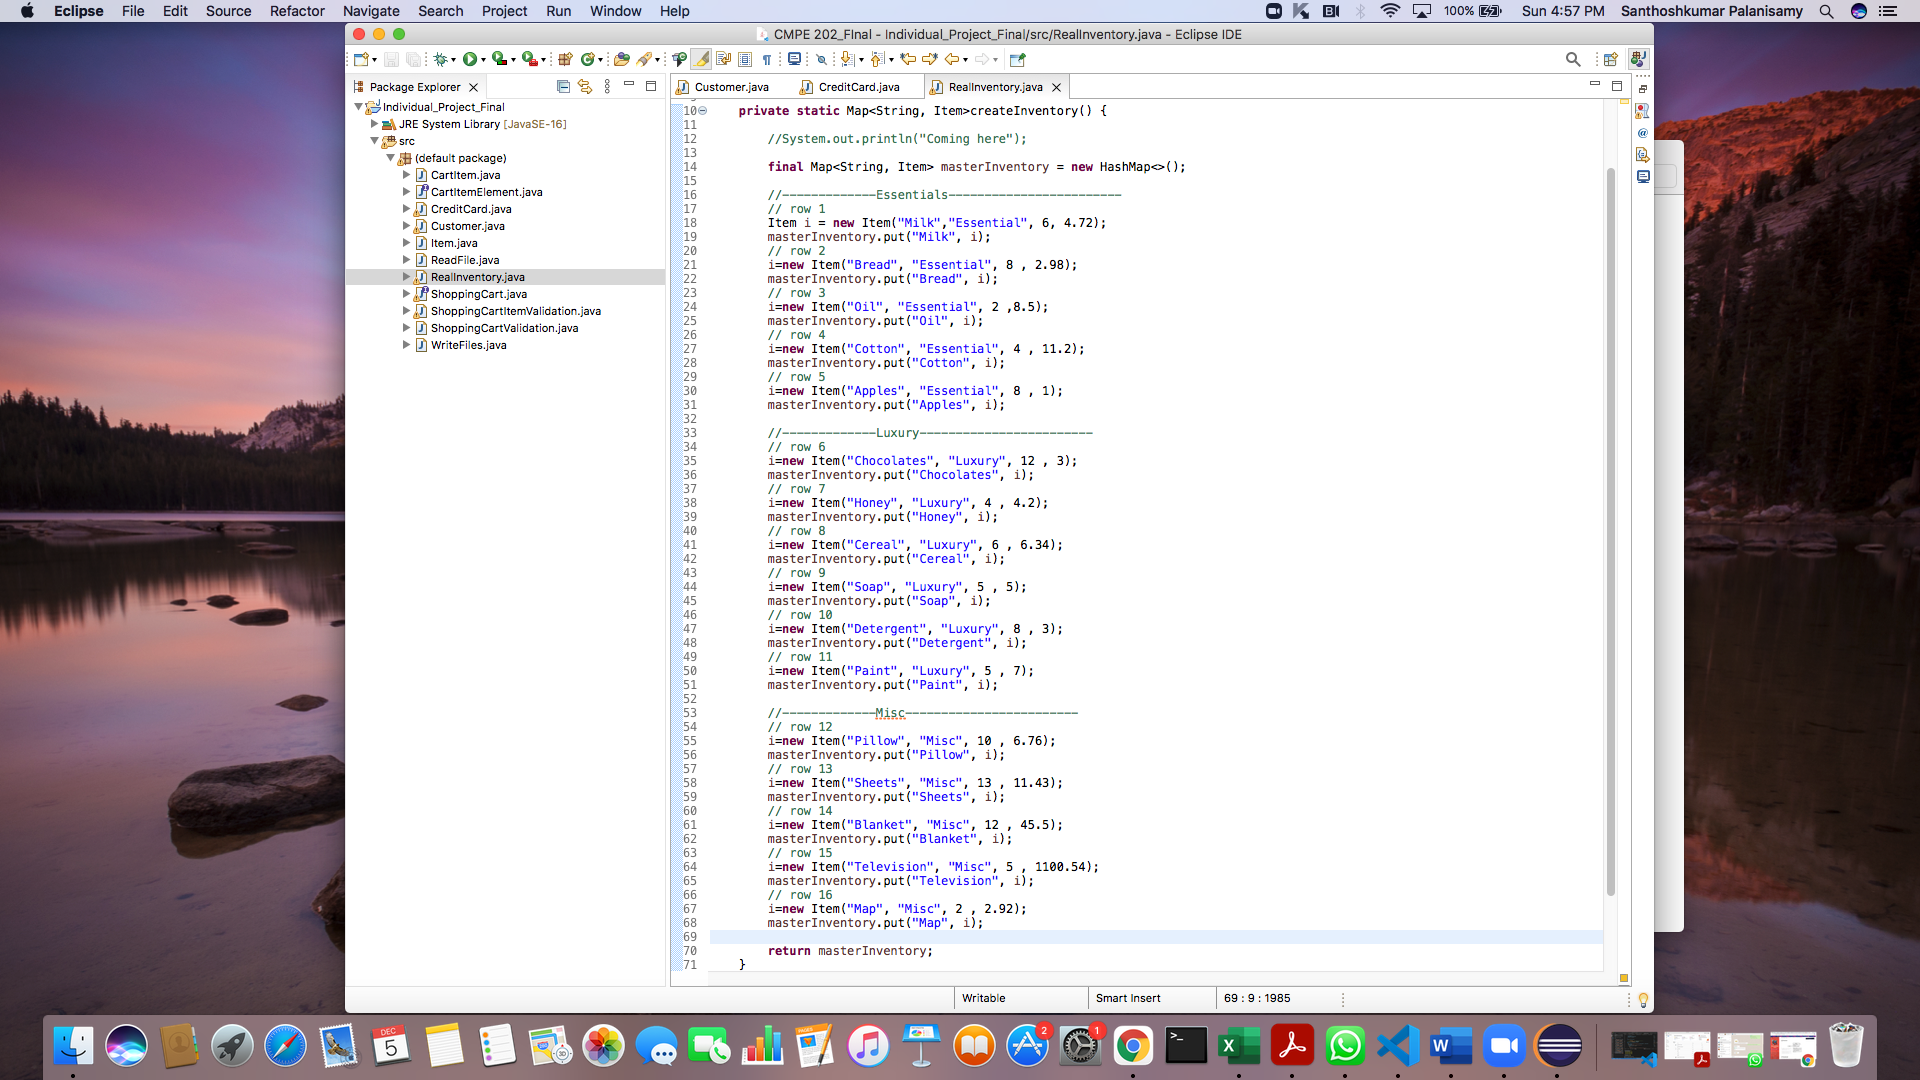 Eclipse File Edit Source Refactor Navigate Search Project Run Window Help 100% Sun 4:57 PM Santhoshkumar Palanisamy
CMPE 202_FInal - Individual_Project_Final/src/RealInventory.java - Eclipse IDE
Package Explorer
Customer.java CreditCard.java RealInventory.java
Individual_Project_Final
JRE System Library [JavaSE-16]
src
(default package)
CartItem.java
CartItemElement.java
CreditCard.java
Customer.java
Item.java
ReadFile.java
RealInventory.java
ShoppingCart.java
ShoppingCartItemValidation.java
ShoppingCartValidation.java
WriteFiles.java
10 private static Map<String, Item>createInventory() {
11
12 //System.out.println("Coming here");
13
14 final Map<String, Item> masterInventory = new HashMap<>();
15
16 //-------------Essentials------------------------
17 // row 1
18 Item i = new Item("Milk","Essential", 6, 4.72);
19 masterInventory.put("Milk", i);
20 // row 2
21 i=new Item("Bread", "Essential", 8 , 2.98);
22 masterInventory.put("Bread", i);
23 // row 3
24 i=new Item("Oil", "Essential", 2 ,8.5);
25 masterInventory.put("Oil", i);
26 // row 4
27 i=new Item("Cotton", "Essential", 4 , 11.2);
28 masterInventory.put("Cotton", i);
29 // row 5
30 i=new Item("Apples", "Essential", 8 , 1);
31 masterInventory.put("Apples", i);
32
33 //-------------Luxury------------------------
34 // row 6
35 i=new Item("Chocolates", "Luxury", 12 , 3);
36 masterInventory.put("Chocolates", i);
37 // row 7
38 i=new Item("Honey", "Luxury", 4 , 4.2);
39 masterInventory.put("Honey", i);
40 // row 8
41 i=new Item("Cereal", "Luxury", 6 , 6.34);
42 masterInventory.put("Cereal", i);
43 // row 9
44 i=new Item("Soap", "Luxury", 5 , 5);
45 masterInventory.put("Soap", i);
46 // row 10
47 i=new Item("Detergent", "Luxury", 8 , 3);
48 masterInventory.put("Detergent", i);
49 // row 11
50 i=new Item("Paint", "Luxury", 5 , 7);
51 masterInventory.put("Paint", i);
52
53 //-------------Misc------------------------
54 // row 12
55 i=new Item("Pillow", "Misc", 10 , 6.76);
56 masterInventory.put("Pillow", i);
57 // row 13
58 i=new Item("Sheets", "Misc", 13 , 11.43);
59 masterInventory.put("Sheets", i);
60 // row 14
61 i=new Item("Blanket", "Misc", 12 , 45.5);
62 masterInventory.put("Blanket", i);
63 // row 15
64 i=new Item("Television", "Misc", 5 , 1100.54);
65 masterInventory.put("Television", i);
66 // row 16
67 i=new Item("Map", "Misc", 2 , 2.92);
68 masterInventory.put("Map", i);
69
70 return masterInventory;
71 }
Writable Smart Insert 69 : 9 : 1985
DEC
5
2
1